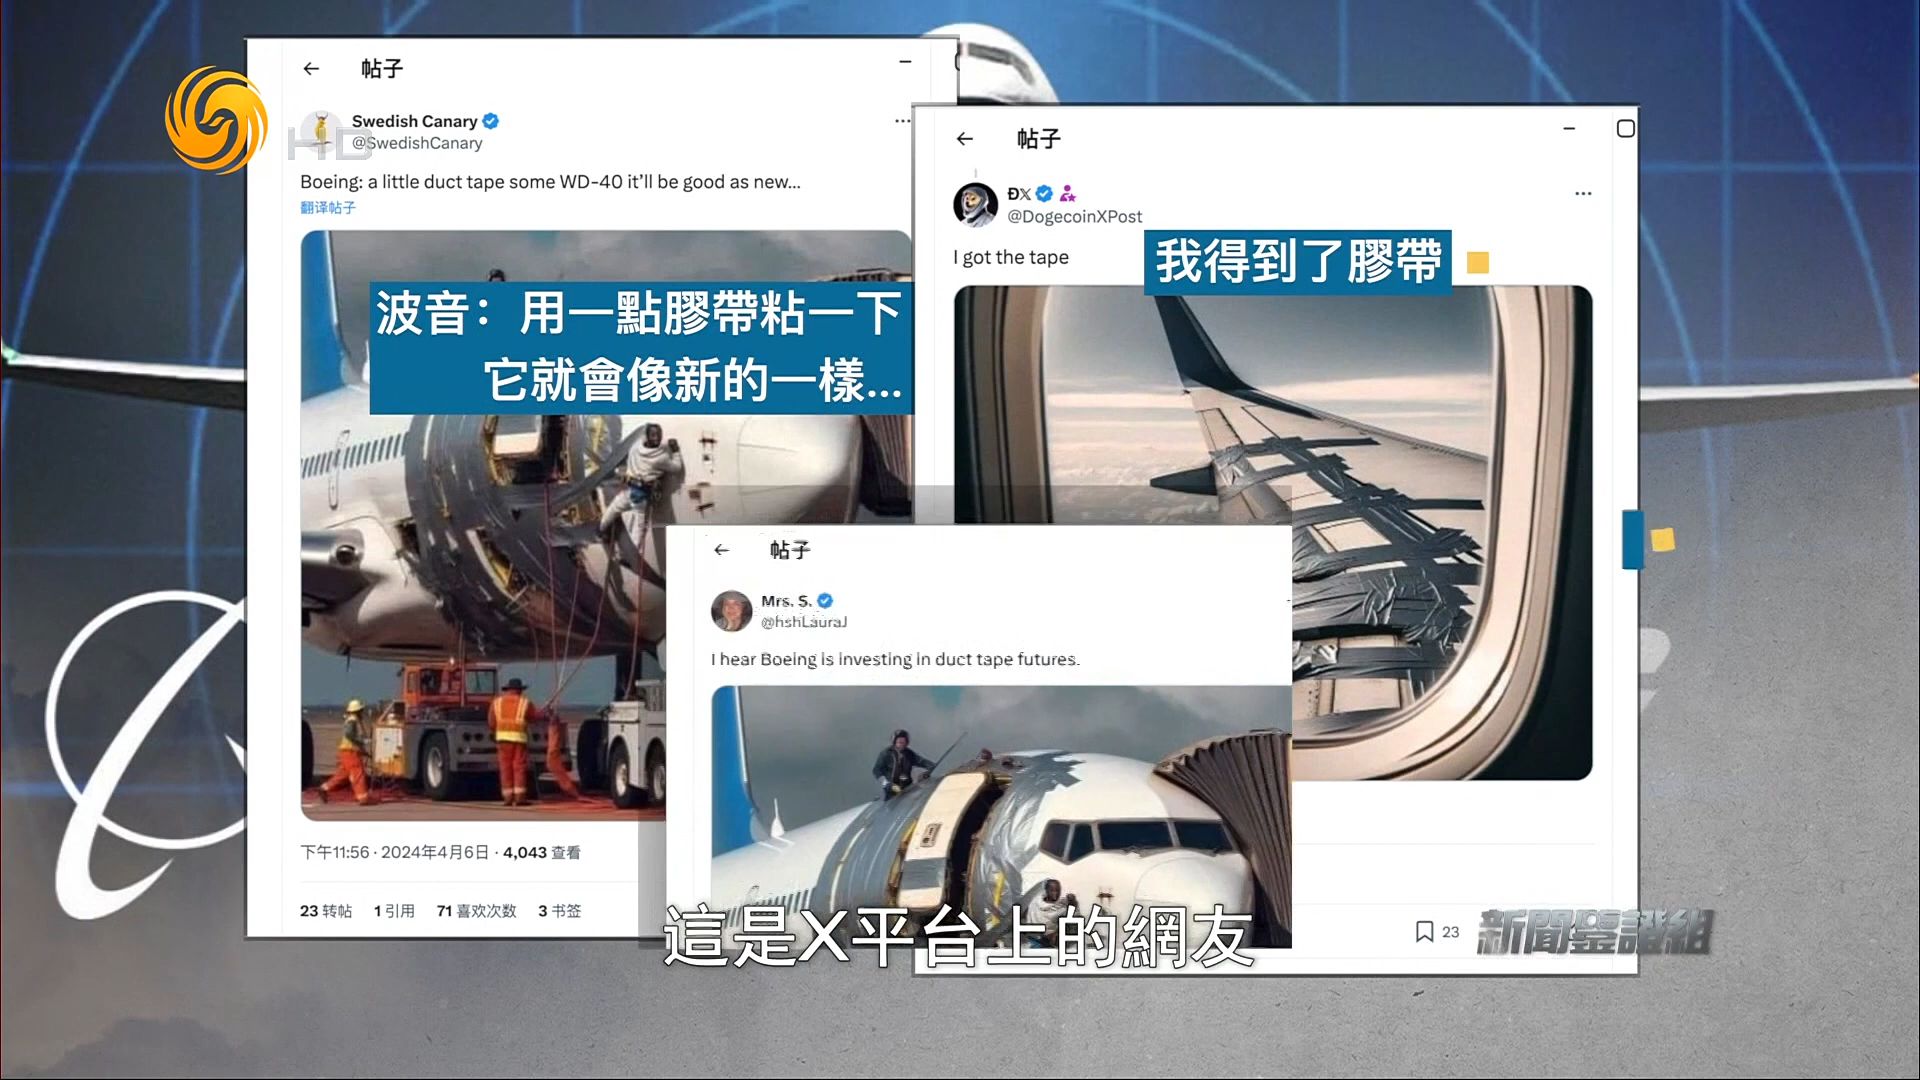 帖子
Swedish Canary
@SwedishCanary
HD
Boeing: a little duct tape some WD-40 it'll be good as new...
翻译帖子
波音：用一點膠帶粘一下
它就會像新的一樣...
下午11:56 · 2024年4月6日 · 4,043 查看
23 转帖 1 引用 71 喜欢次数 3 书签
帖子
ÐX
@DogecoinXPost
I got the tape
我得到了膠帶
23
帖子
Mrs. S.
@hshLauraJ
I hear Boeing is investing in duct tape futures.
新聞鑒證組
這是X平台上的網友